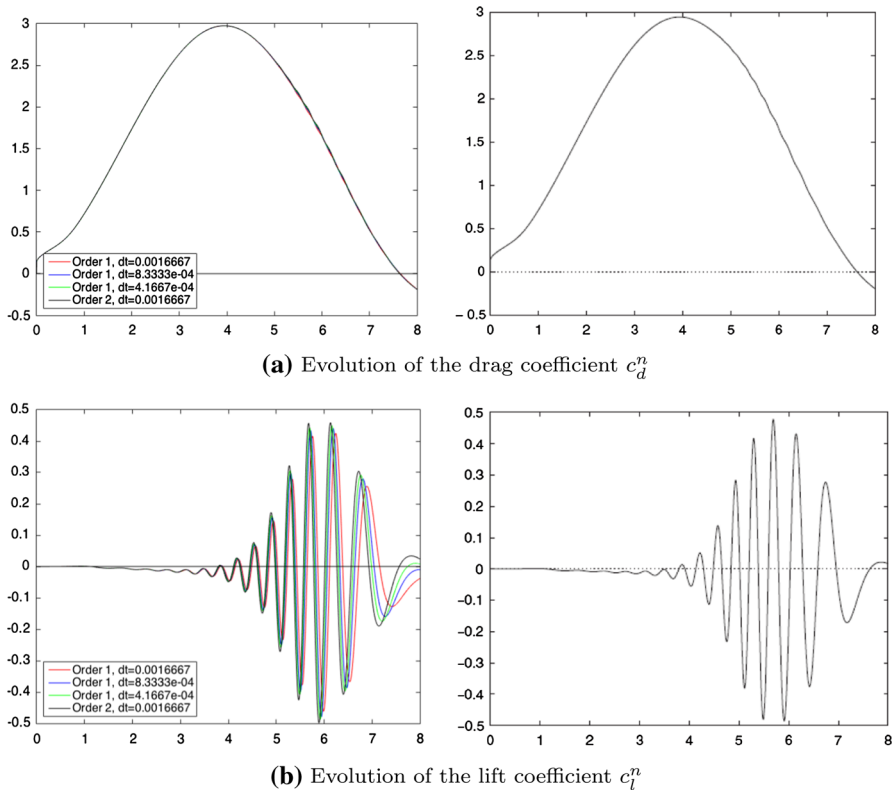 3
2.5
2
1.5
1
0.5
0
-0.5
0 1 2 3 4 5 6 7 8
Order 1, dt=0.0016667
Order 1, dt=8.3333e-04
Order 1, dt=4.1667e-04
Order 2, dt=0.0016667
3
2.5
2
1.5
1
0.5
0
−0.5
0 1 2 3 4 5 6 7 8
(a) Evolution of the drag coefficient c_d^n
0.5
0.4
0.3
0.2
0.1
0
-0.1
-0.2
-0.3
-0.4
-0.5
0 1 2 3 4 5 6 7 8
Order 1, dt=0.0016667
Order 1, dt=8.3333e-04
Order 1, dt=4.1667e-04
Order 2, dt=0.0016667
0.5
0.4
0.3
0.2
0.1
0
-0.1
-0.2
-0.3
-0.4
-0.5
0 1 2 3 4 5 6 7 8
(b) Evolution of the lift coefficient c_l^n